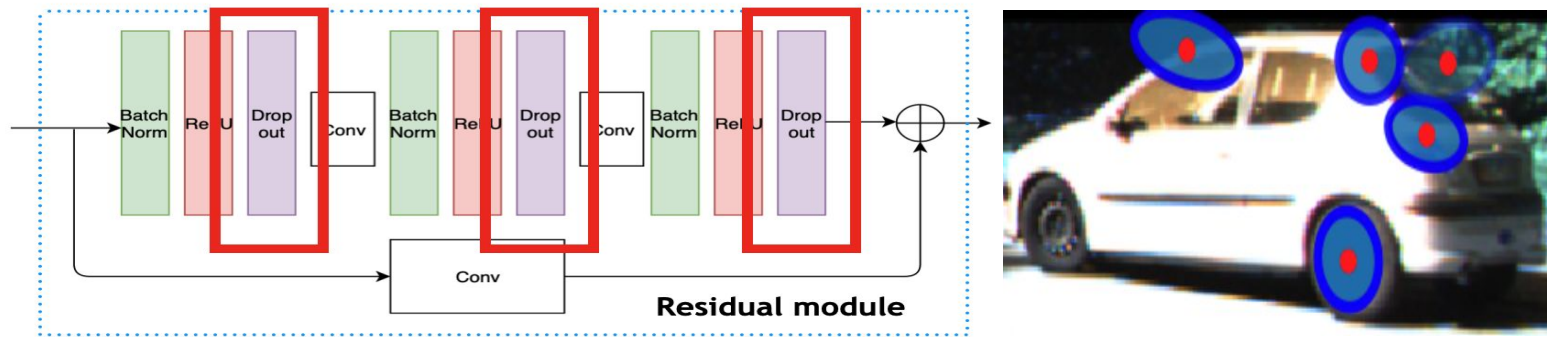 Batch
Norm
ReLU
Drop
out
Conv
Batch
Norm
ReLU
Drop
out
Conv
Batch
Norm
ReLU
Drop
out
Conv
Residual module